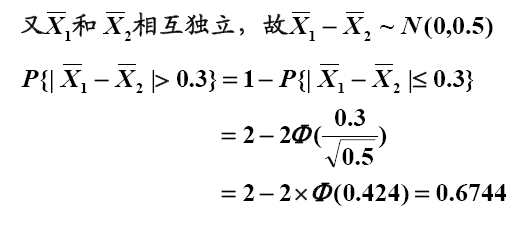 又X̄₁和 X̄₂相互独立，故X̄₁ − X̄₂ ~ N(0,0.5)
P{| X̄₁ − X̄₂ |> 0.3} = 1 − P{| X̄₁ − X̄₂ |≤ 0.3}
= 2 − 2Φ(0.3/√0.5)
= 2 − 2×Φ(0.424) = 0.6744